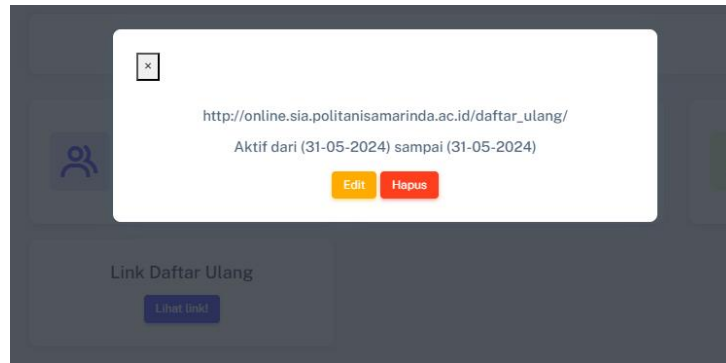 ×
http://online.sia.politanisamarinda.ac.id/daftar_ulang/
Aktif dari (31-05-2024) sampai (31-05-2024)
Edit Hapus
Link Daftar Ulang
Lihat link!